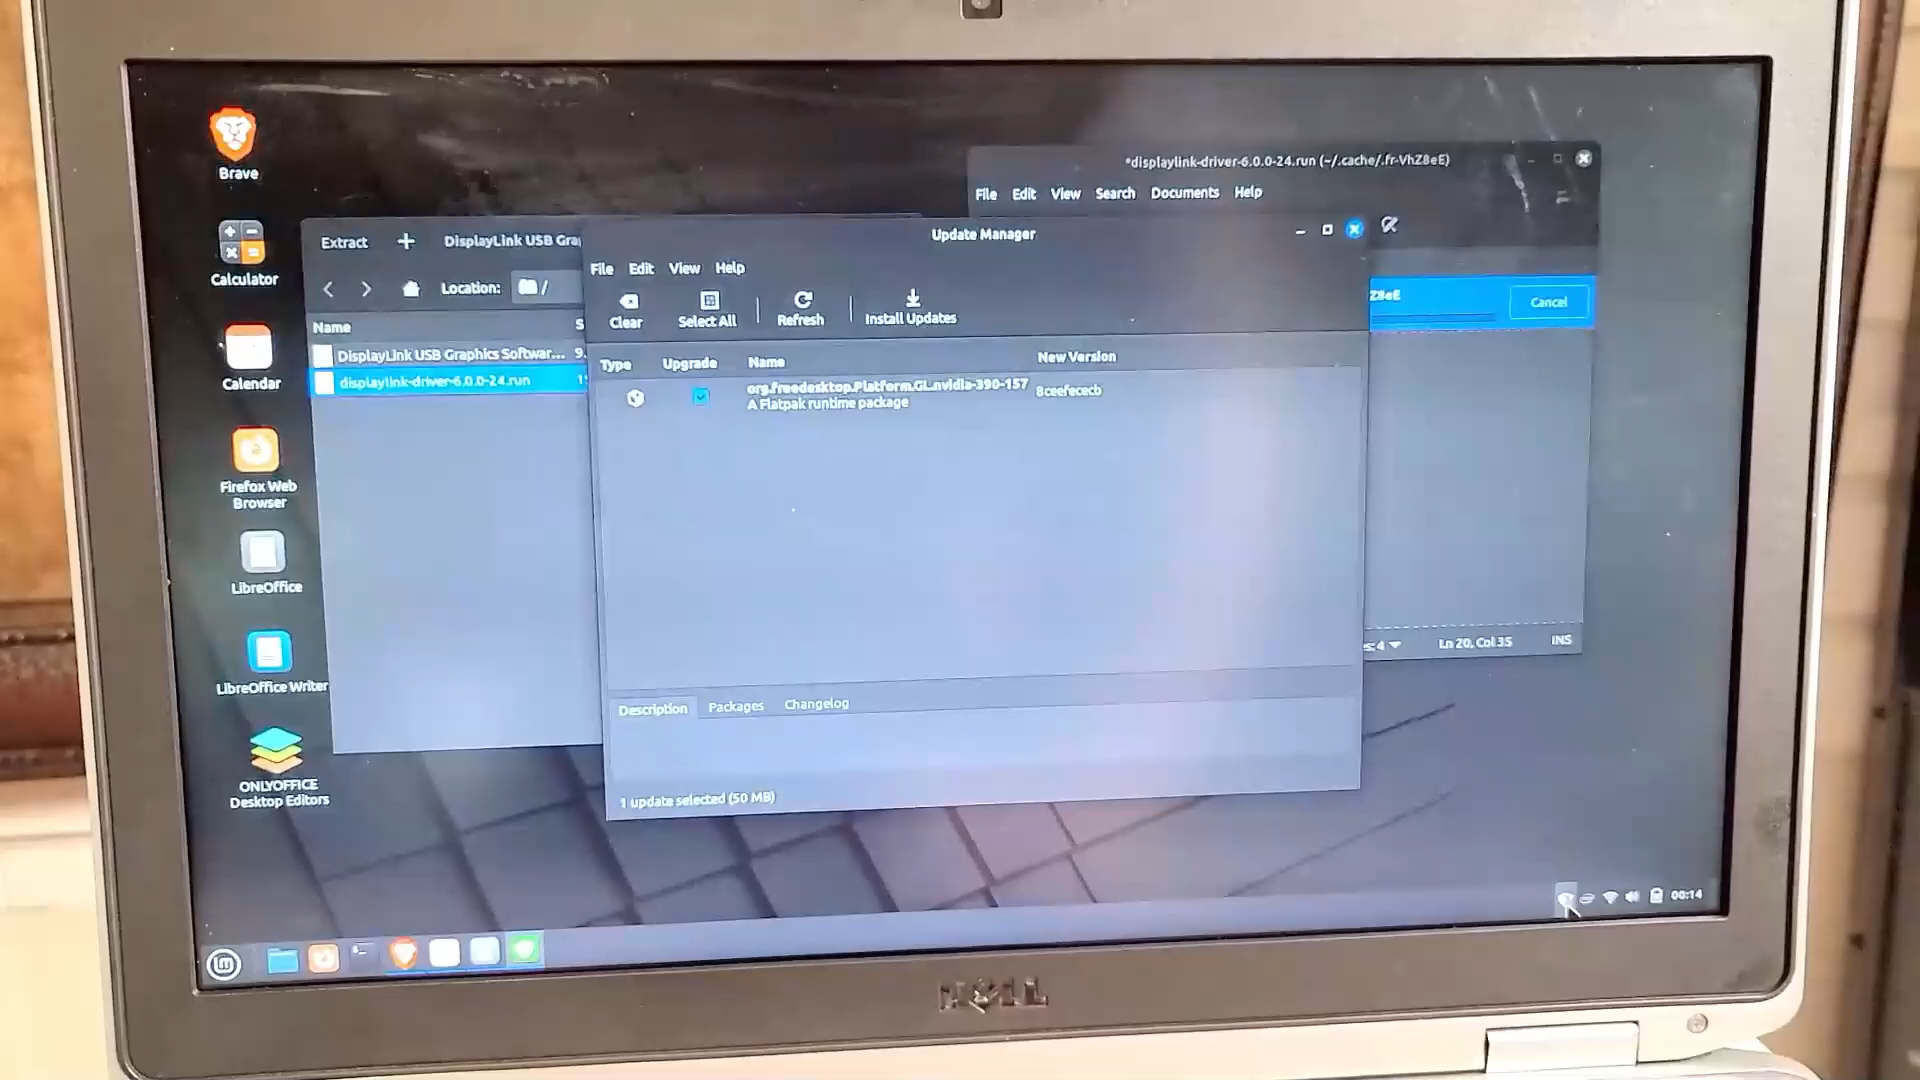 Brave
Calculator
Calendar
Firefox Web
Browser
LibreOffice
LibreOffice Writer
ONLYOFFICE
Desktop Editors
*displaylink-driver-6.0.0-24.run (~/.cache/.fr-VhZ8eE)
File Edit View Search Documents Help
Extract + DisplayLink USB Gra
Location: /
Name S
DisplayLink USB Graphics Softwar... 9.
displaylink-driver-6.0.0-24.run
Update Manager
File Edit View Help
Clear Select All Refresh Install Updates
Type Upgrade Name New Version
org.freedesktop.Platform.GL.nvidia-390-157 8ceefececb
A Flatpak runtime package
Description Packages Changelog
1 update selected (50 MB)
Z8eE Cancel
s: 4 Ln 20, Col 35 INS
00:14
lm
DELL